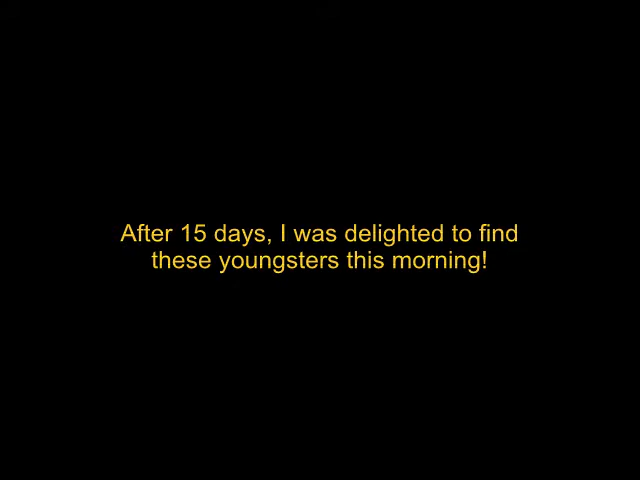 After 15 days, I was delighted to find
these youngsters this morning!